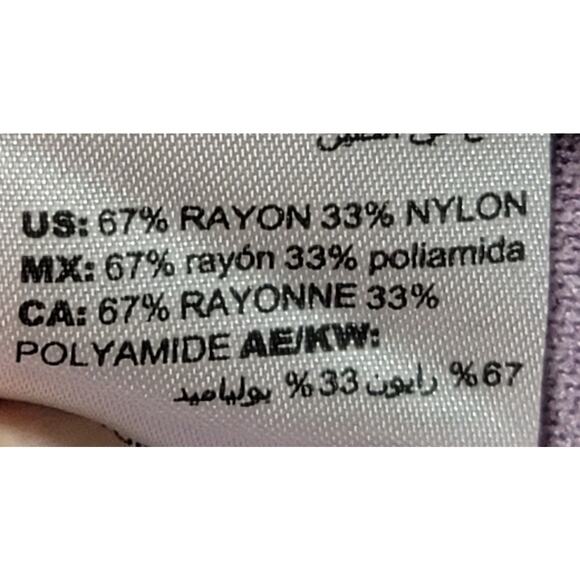 US: 67% RAYON 33% NYLON
MX: 67% rayón 33% poliamida
CA: 67% RAYONNE 33%
POLYAMIDE AE/KW:
67% رايون 33% بولياميد